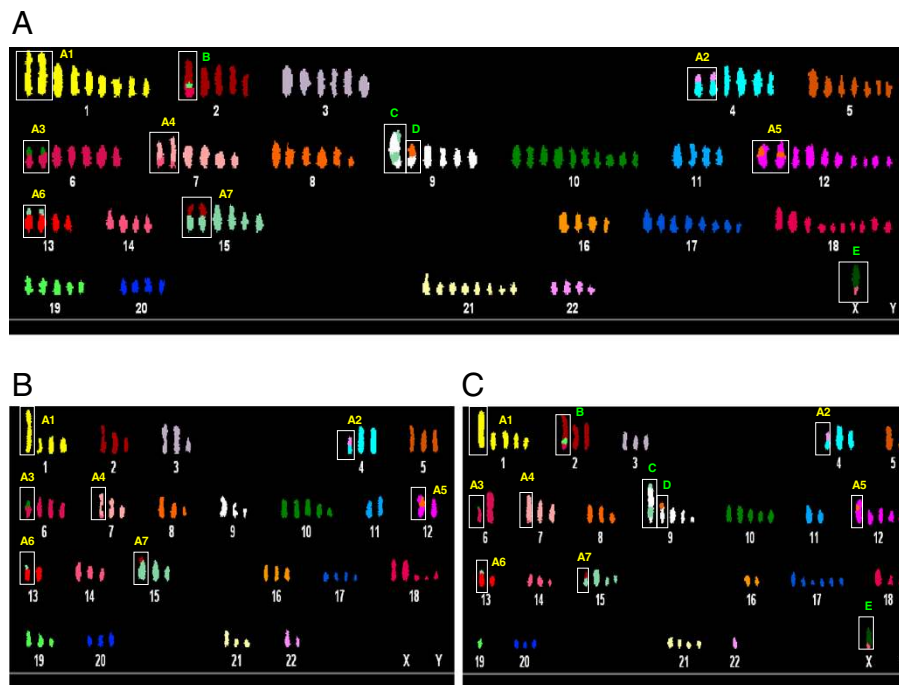 A
A1 B A2
1 2 3 4 5
A3 A4 C D A5
6 7 8 9 10 11 12
A6 A7
13 14 15 16 17 18
E
19 20 21 22 X Y
B
A1 A2
1 2 3 4 5
A3 A4 A5
6 7 8 9 10 11 12
A6 A7
13 14 15 16 17 18
19 20 21 22 X Y
C
A1 B A2
1 2 3 4 5
A3 A4 C D A5
6 7 8 9 10 11 12
A6 A7
13 14 15 16 17 18
E
19 20 21 22 X